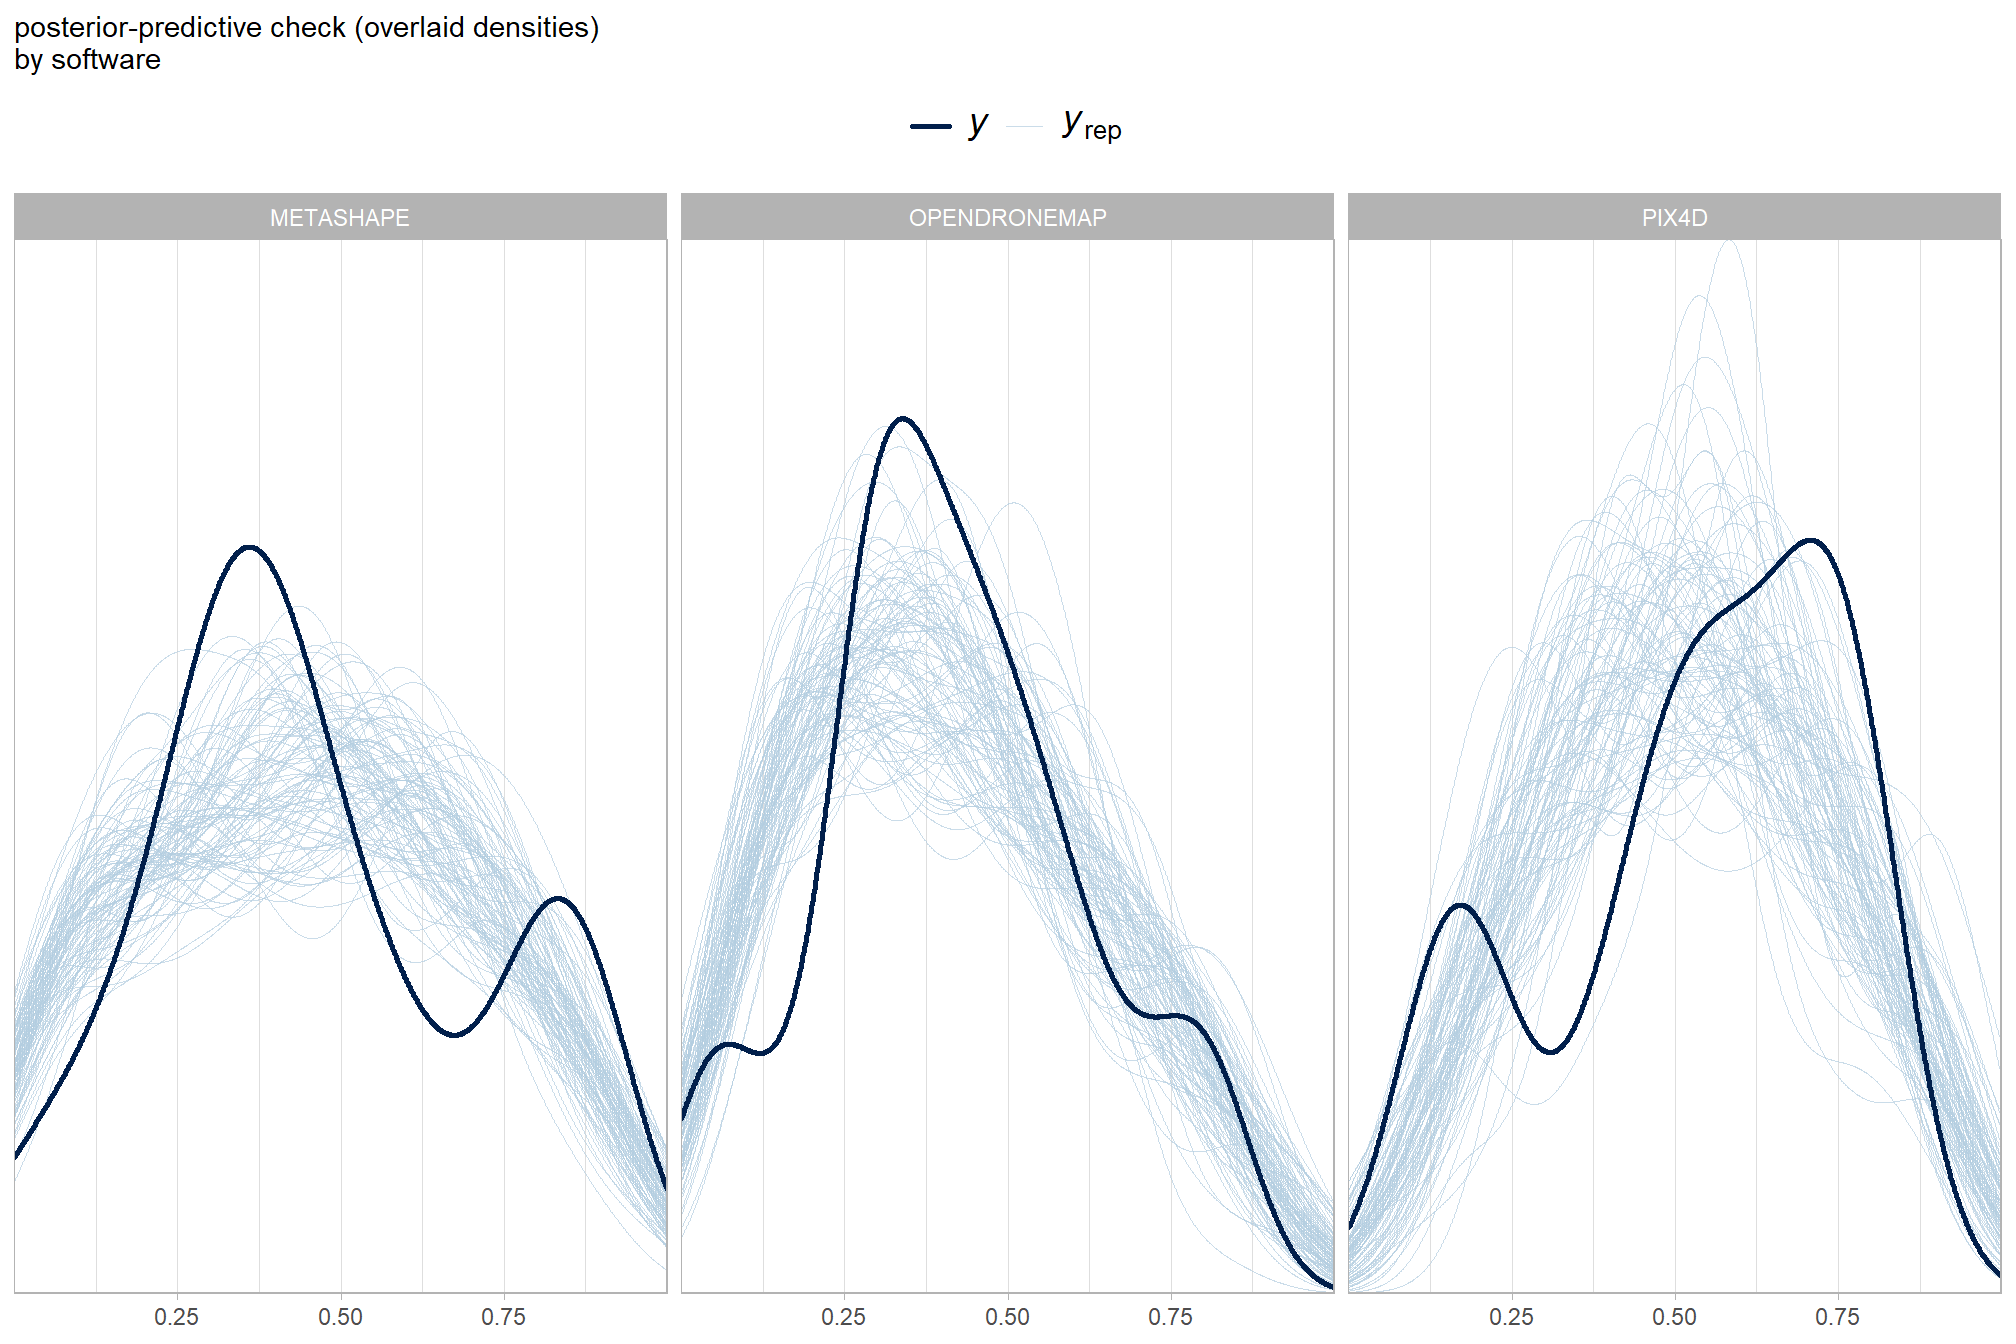 posterior-predictive check (overlaid densities)
by software
y y rep
METASHAPE OPENDRONEMAP PIX4D
0.25 0.50 0.75 0.25 0.50 0.75 0.25 0.50 0.75